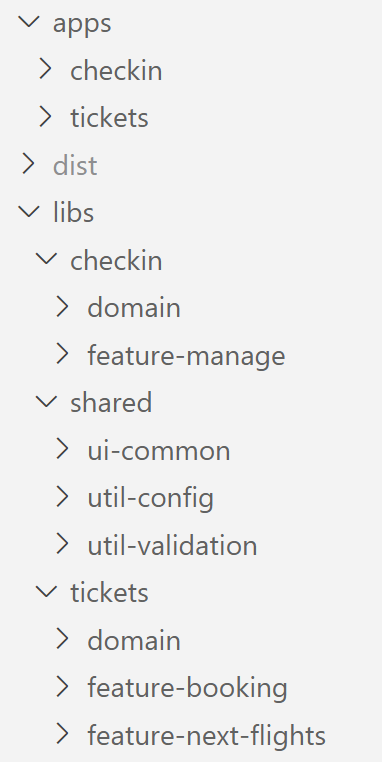 apps
checkin
tickets
dist
libs
checkin
domain
feature-manage
shared
ui-common
util-config
util-validation
tickets
domain
feature-booking
feature-next-flights